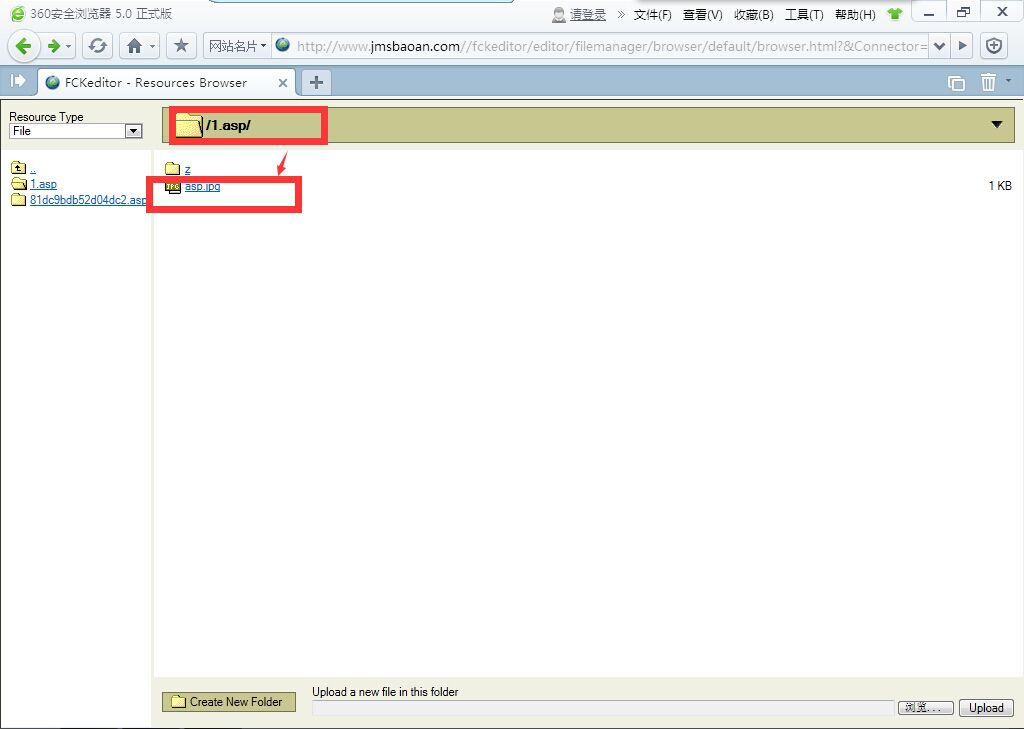 360安全浏览器 5.0 正式版
请登录 » 文件(F) 查看(V) 收藏(B) 工具(T) 帮助(H)
网站名片 http://www.jmsbaoan.com//fckeditor/editor/filemanager/browser/default/browser.html?&Connector=
FCKeditor - Resources Browser
Resource Type
File
/1.asp/
..
1.asp
81dc9bdb52d04dc2.asp
z
asp.jpg 1 KB
Create New Folder
Upload a new file in this folder
浏览... Upload